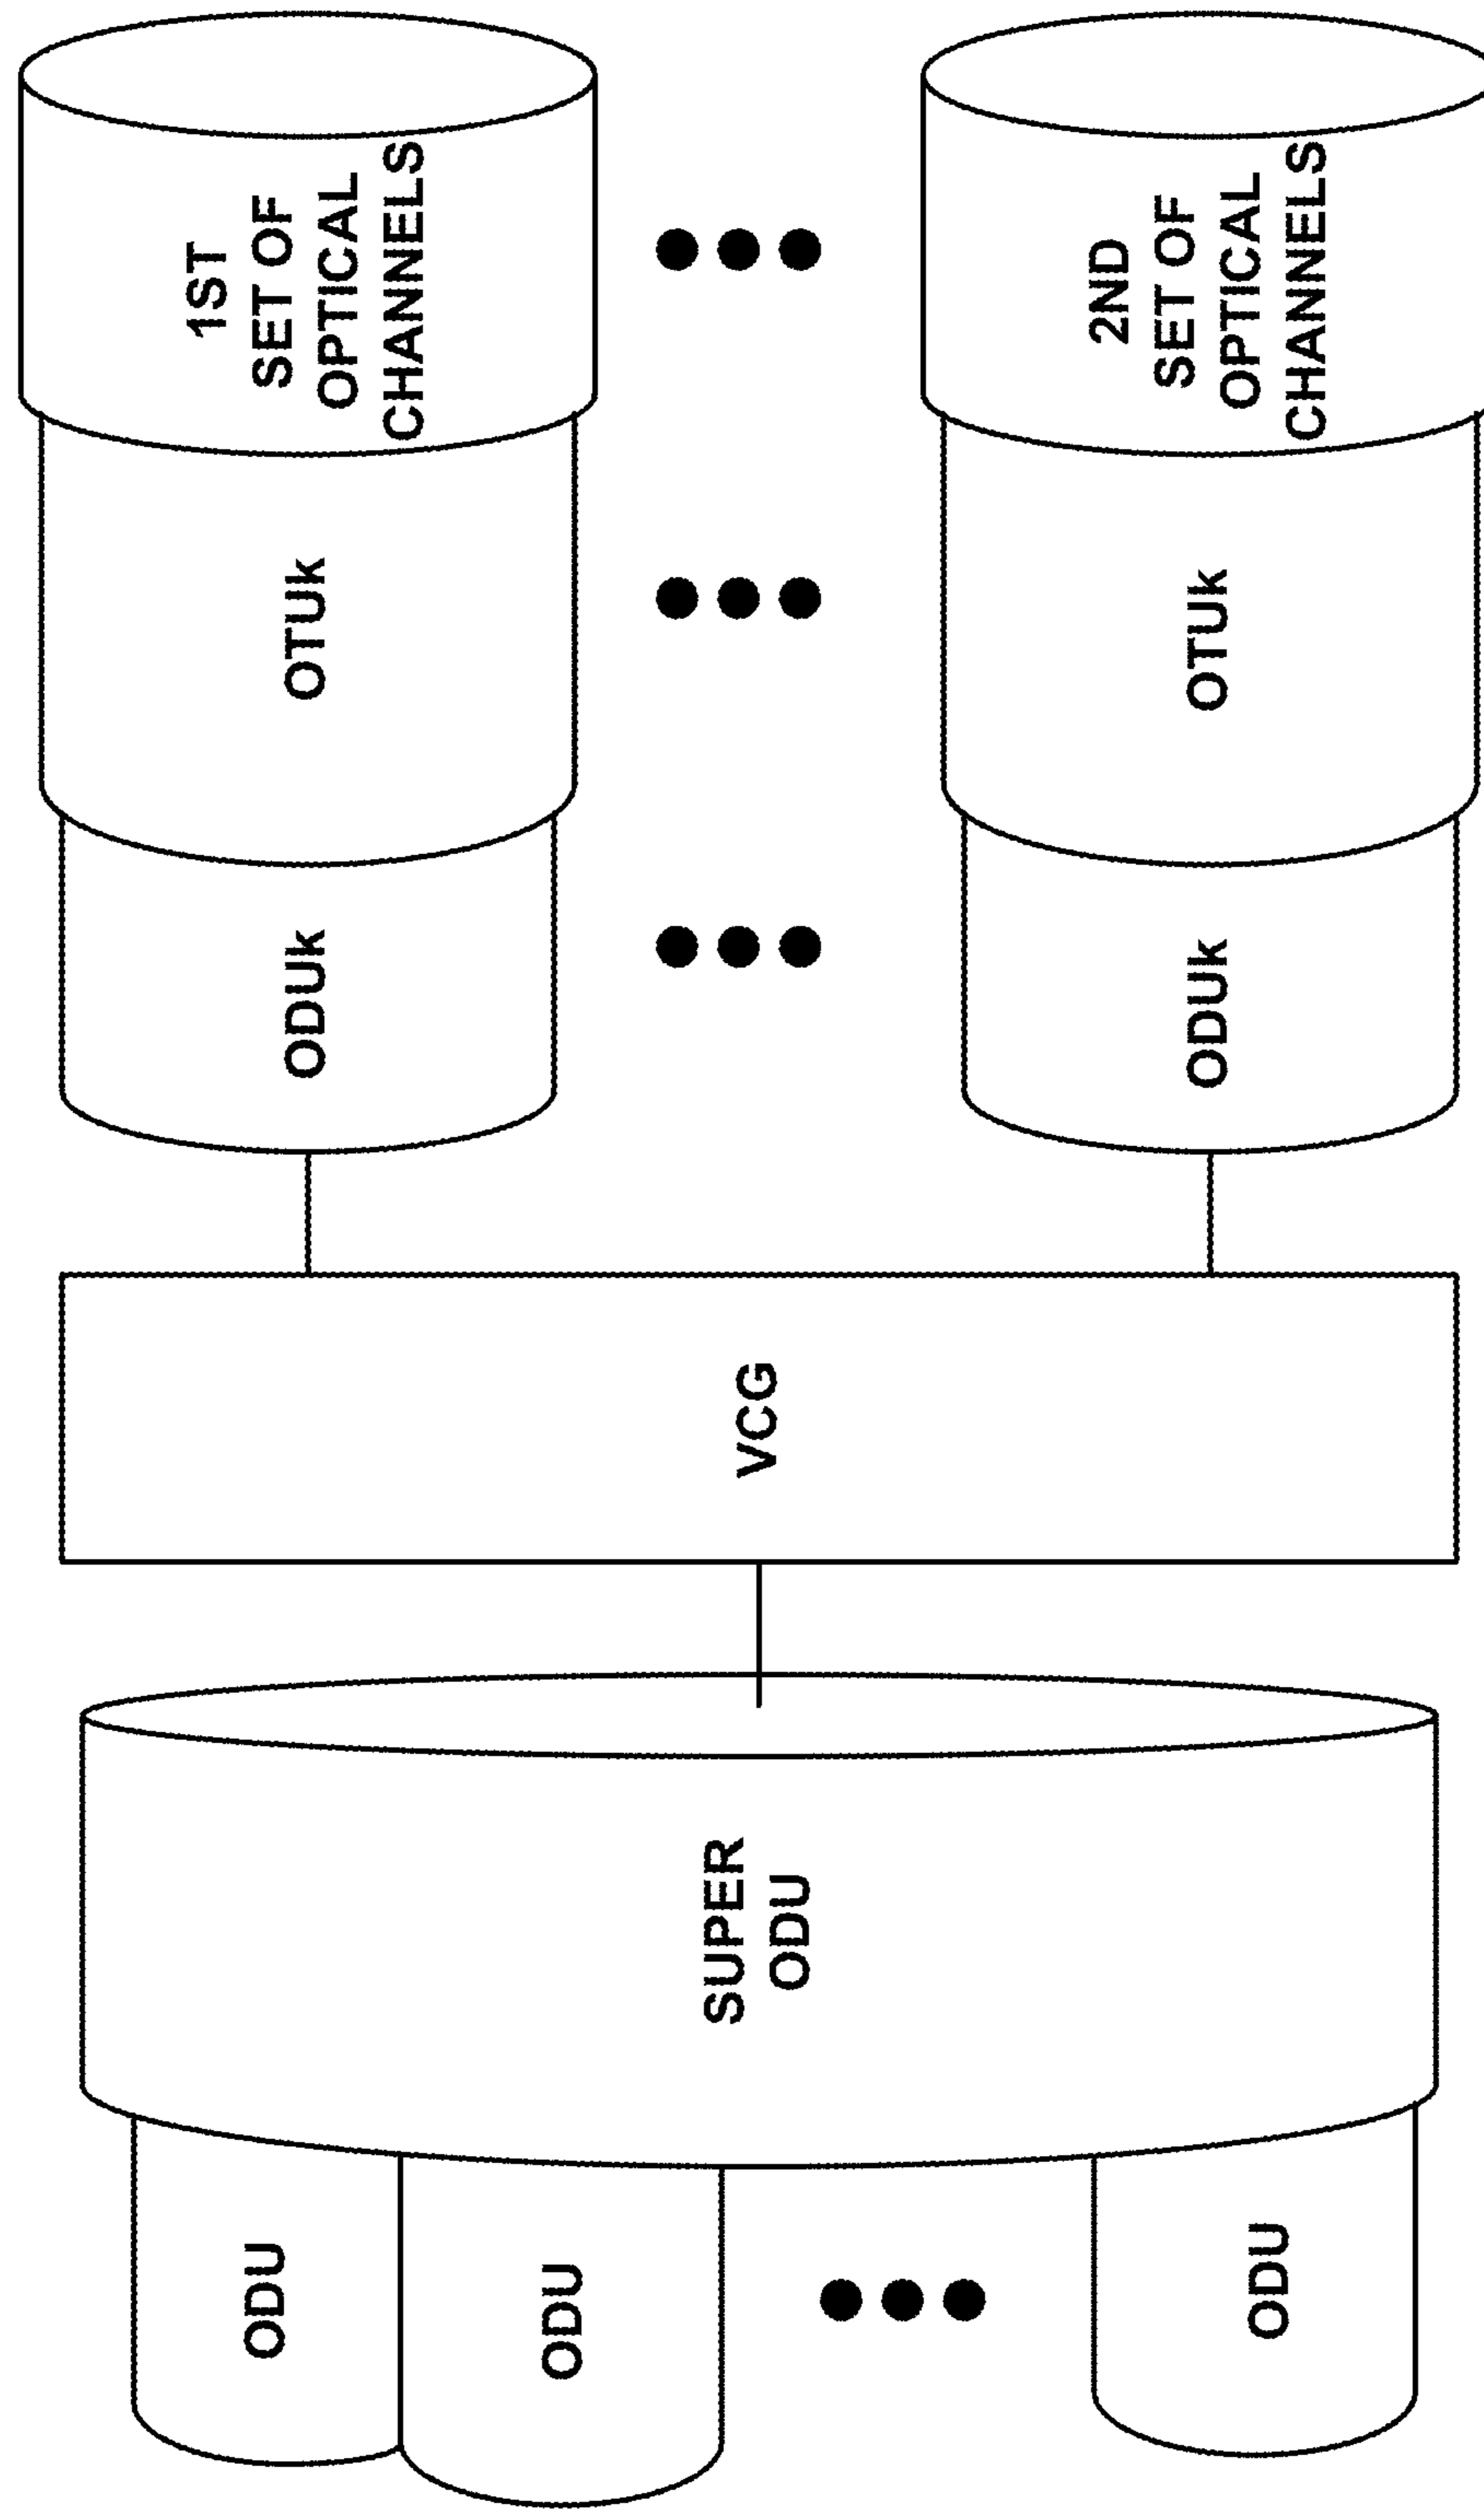 ODU
ODU
ODU
SUPER
ODU
VCG
ODUk
OTUk
1ST
SET OF
OPTICAL
CHANNELS
ODUk
OTUk
2ND
SET OF
OPTICAL
CHANNELS